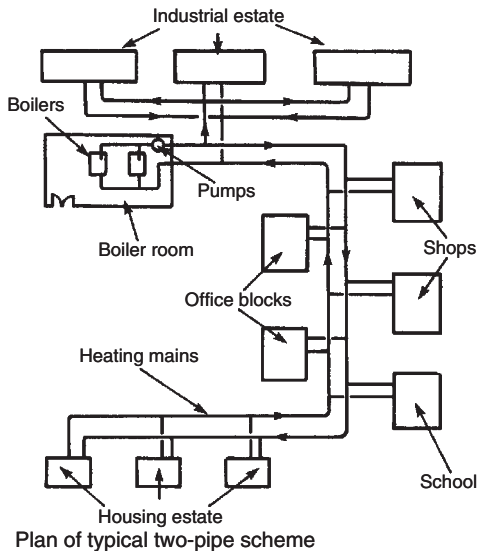 Industrial estate
Boilers
Pumps
Boiler room
Shops
Office blocks
Heating mains
School
Housing estate
Plan of typical two-pipe scheme